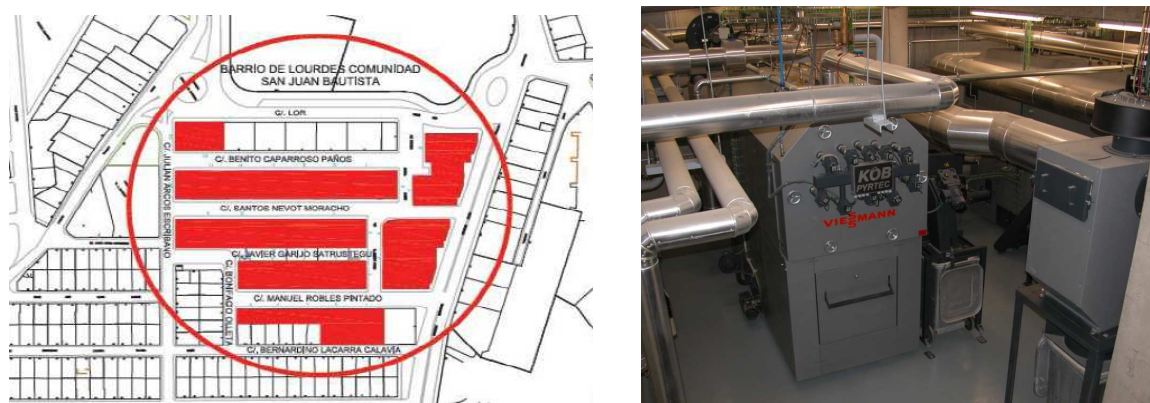 BARRIO DE LOURDES COMUNIDAD
SAN JUAN BAUTISTA
C/. LOR
C/. BENITO CAPARROSO PAÑOS
C/. JULIAN ARCOS ESCRIBANO
C/. SANTOS NEVOT MORACHO
C/. JAVIER GARIJO SATRUSTEGUI
C/. BONIFACIO OLLETA
C/. MANUEL ROBLES PINTADO
C/. BERNARDINO LACARRA CALAVIA
KÖB
PYRTEC
VIESSMANN